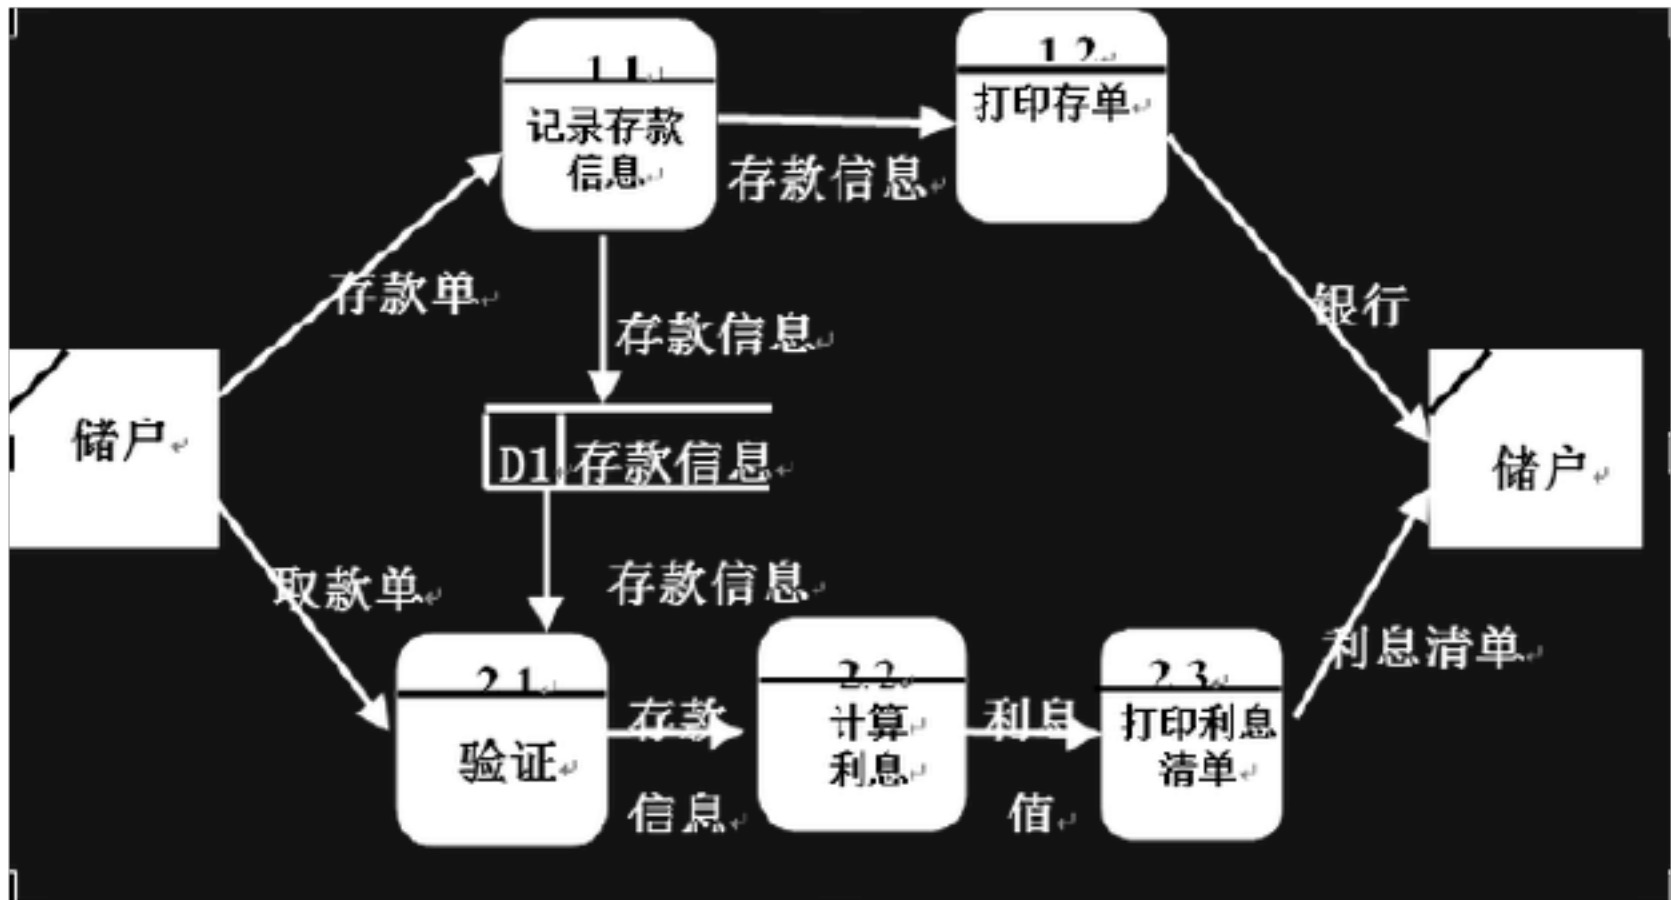 1.1
记录存款
信息
1.2
打印存单
存款信息
存款单
存款信息
银行
储户
D1 存款信息
储户
取款单
存款信息
利息清单
2.1
验证
存款
信息
2.2
计算
利息
利息
值
2.3
打印利息
清单